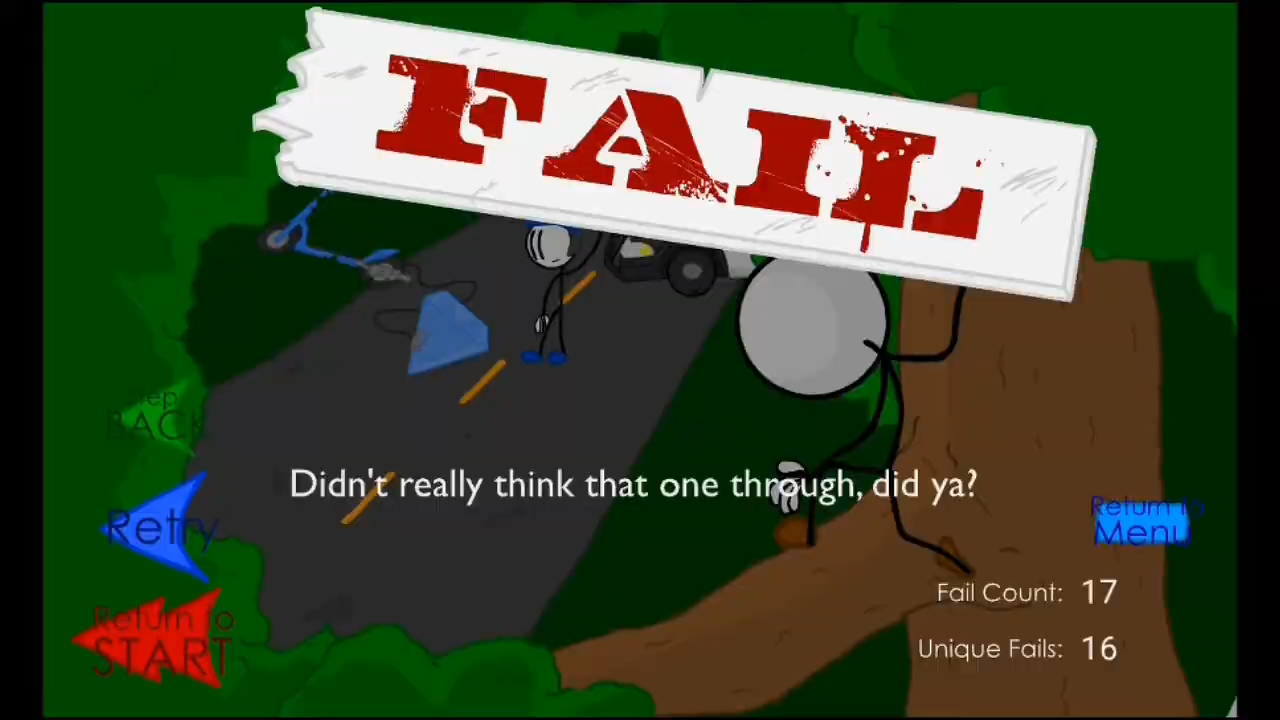 FAIL
Step
BACK
Didn't really think that one through, did ya?
Retry
Return to
Menu
Return to
START
Fail Count: 17
Unique Fails: 16